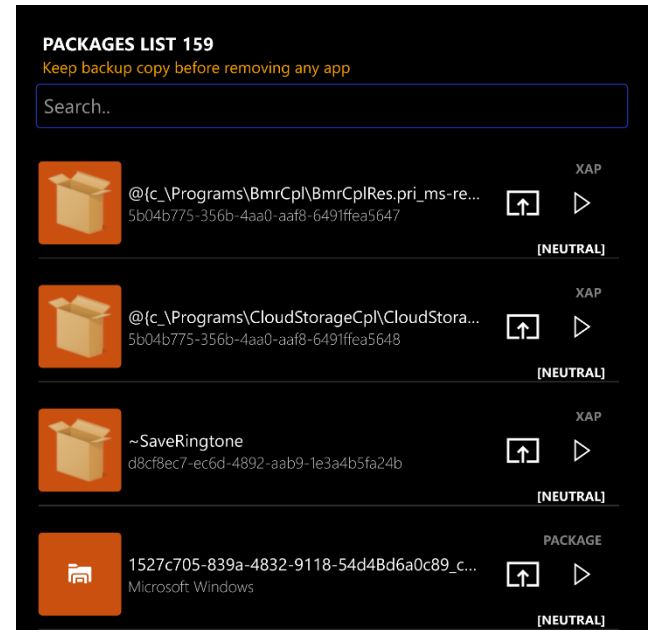 PACKAGES LIST 159
Keep backup copy before removing any app
Search..
XAP
@{c_\Programs\BmrCpl\BmrCplRes.pri_ms-re...
5b04b775-356b-4aa0-aaf8-6491ffea5647
[NEUTRAL]
XAP
@{c_\Programs\CloudStorageCpl\CloudStora...
5b04b775-356b-4aa0-aaf8-6491ffea5648
[NEUTRAL]
XAP
~SaveRingtone
d8cf8ec7-ec6d-4892-aab9-1e3a4b5fa24b
[NEUTRAL]
PACKAGE
1527c705-839a-4832-9118-54d4Bd6a0c89_c...
Microsoft Windows
[NEUTRAL]